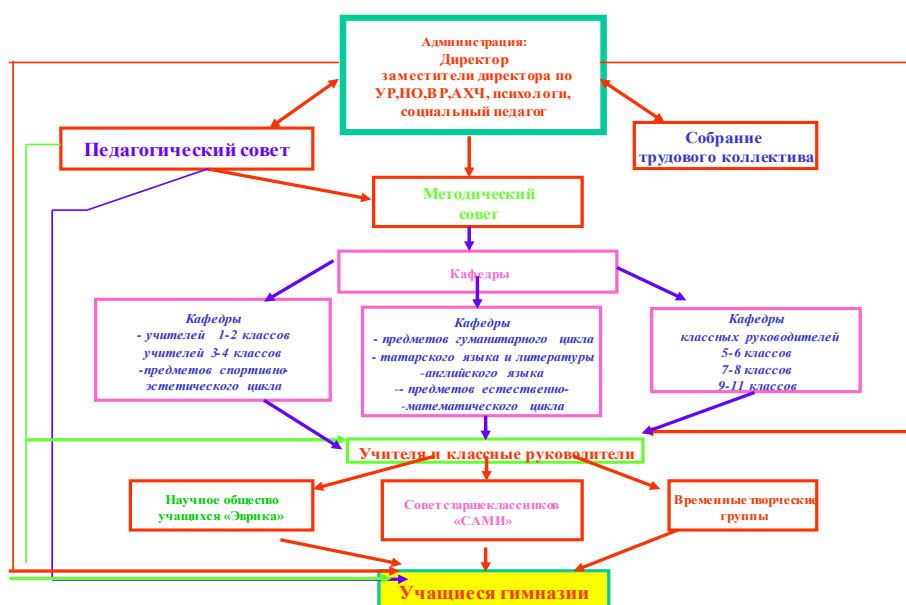 Администрация:
Директор
заместители директора по
УР,НО,ВР,АХЧ, психологи,
социальный педагог
Педагогический совет
Собрание
трудового коллектива
Методический
совет
Кафедры
Кафедры
- учителей 1-2 классов
учителей 3-4 классов
-предметов спортивно-
эстетического цикла
Кафедры
- предметов гуманитарного цикла
- татарского языка и литературы
-английского языка
-- предметов естественно-
-математического цикла
Кафедры
классных руководителей
5-6 классов
7-8 классов
9-11 классов
Учителя и классные руководители
Научное общество
учащихся «Эврика»
Совет старшеклассников
«САМИ»
Временные творческие
группы
Учащиеся гимназии